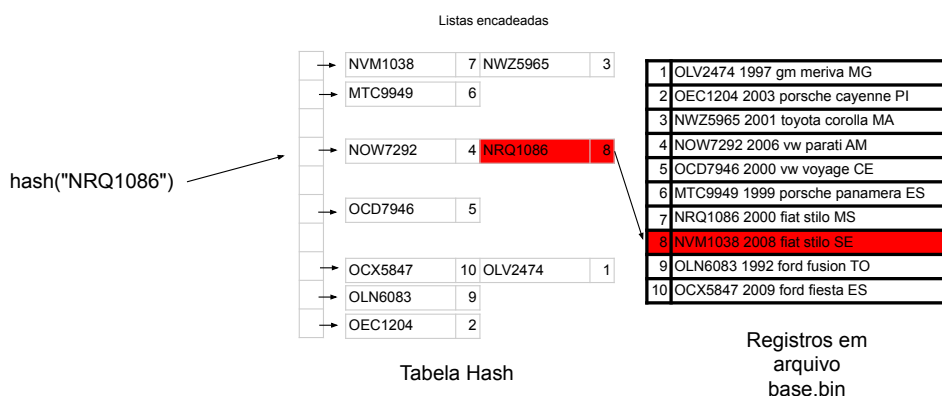 Listas encadeadas
NVM1038 7 NWZ5965 3
MTC9949 6
NOW7292 4 NRQ1086 8
hash("NRQ1086")
OCD7946 5
OCX5847 10 OLV2474 1
OLN6083 9
OEC1204 2
Tabela Hash
1 OLV2474 1997 gm meriva MG
2 OEC1204 2003 porsche cayenne PI
3 NWZ5965 2001 toyota corolla MA
4 NOW7292 2006 vw parati AM
5 OCD7946 2000 vw voyage CE
6 MTC9949 1999 porsche panamera ES
7 NRQ1086 2000 fiat stilo MS
8 NVM1038 2008 fiat stilo SE
9 OLN6083 1992 ford fusion TO
10 OCX5847 2009 ford fiesta ES
Registros em
arquivo
base.bin